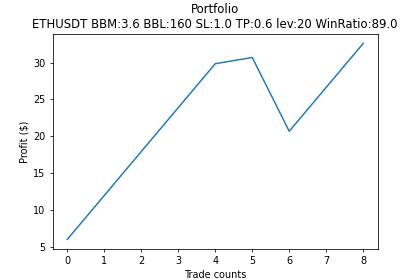 Portfolio
ETHUSDT BBM:3.6 BBL:160 SL:1.0 TP:0.6 lev:20 WinRatio:89.0
30
25
20
15
10
5
Profit ($)
0 1 2 3 4 5 6 7 8
Trade counts